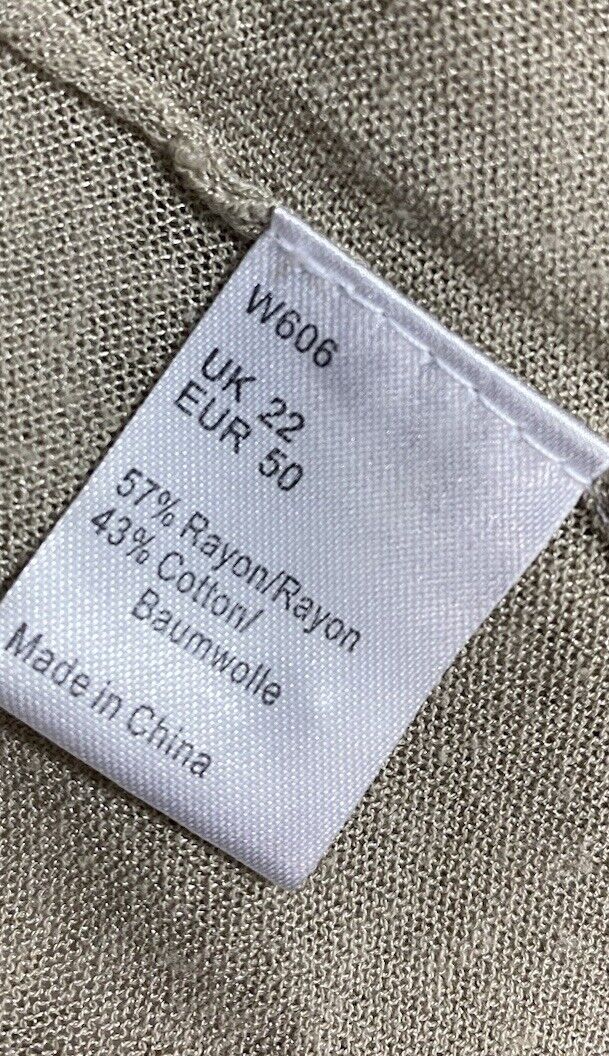 W606
UK 22
EUR 50
57% Rayon/Rayon
43% Cotton/
Baumwolle
Made in China